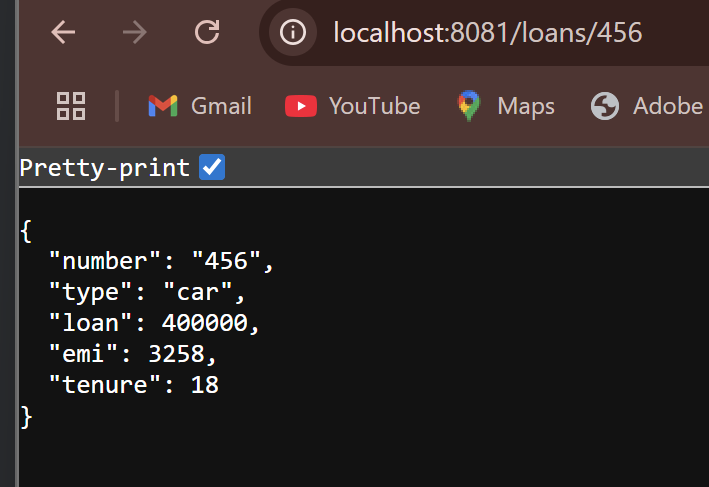 localhost:8081/loans/456
Gmail YouTube Maps Adobe
Pretty-print
{
  "number": "456",
  "type": "car",
  "loan": 400000,
  "emi": 3258,
  "tenure": 18
}